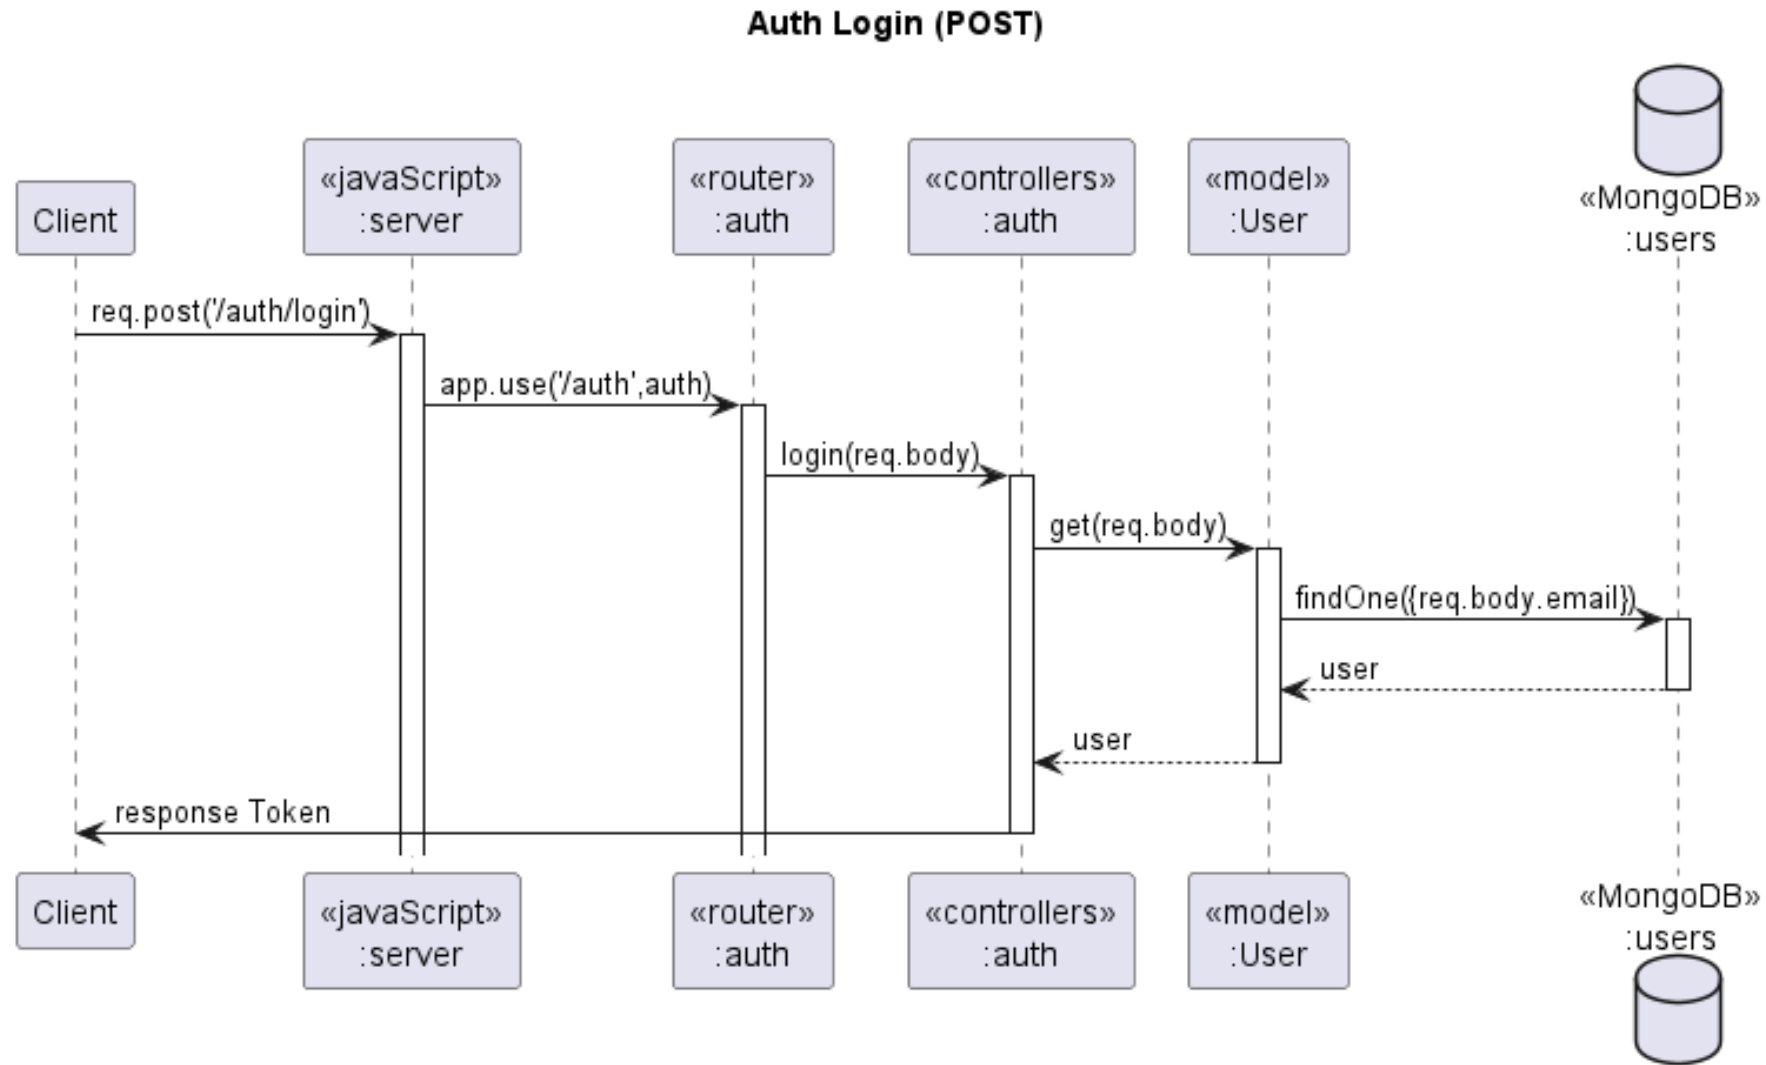 Auth Login (POST)
«MongoDB»
:users
Client
«javaScript»
:server
«router»
:auth
«controllers»
:auth
«model»
:User
req.post('/auth/login')
app.use('/auth',auth)
login(req.body)
get(req.body)
findOne({req.body.email})
user
user
response Token
Client
«javaScript»
:server
«router»
:auth
«controllers»
:auth
«model»
:User
«MongoDB»
:users